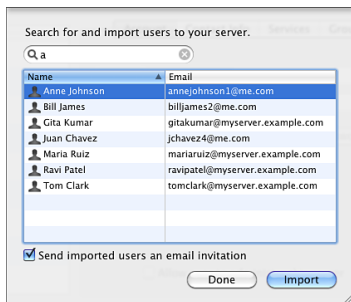 Services
Search for and import users to your server.
a
Name Email
Anne Johnson annejohnson1@me.com
Bill James billjames2@me.com
Gita Kumar gitakumar@myserver.example.com
Juan Chavez jchavez4@me.com
Maria Ruiz mariaruiz@myserver.example.com
Ravi Patel ravipatel@myserver.example.com
Tom Clark tomclark@myserver.example.com
Send imported users an email invitation
Done Import